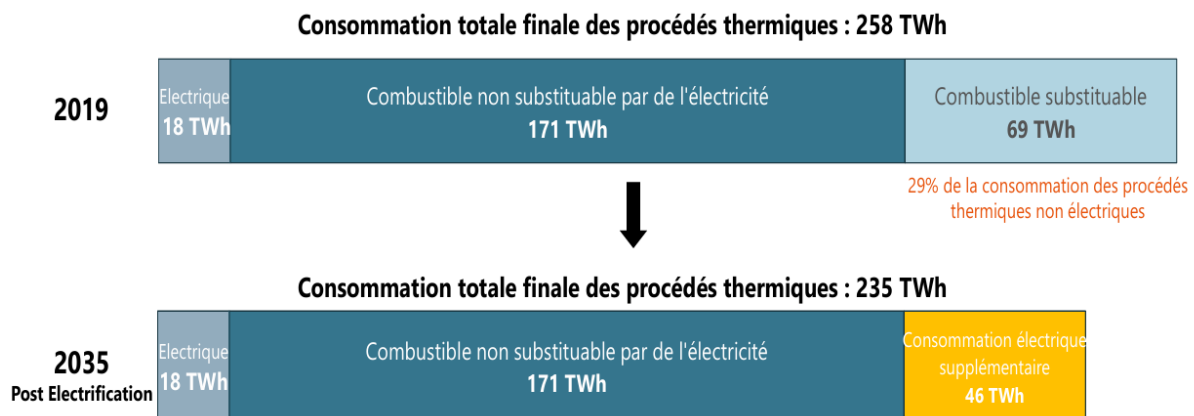 Consommation totale finale des procédés thermiques : 258 TWh
2019
Electrique
18 TWh
Combustible non substituable par de l'électricité
171 TWh
Combustible substituable
69 TWh
29% de la consommation des procédés
thermiques non électriques
Consommation totale finale des procédés thermiques : 235 TWh
2035
Post Electrification
Electrique
18 TWh
Combustible non substituable par de l'électricité
171 TWh
Consommation électrique
supplémentaire
46 TWh